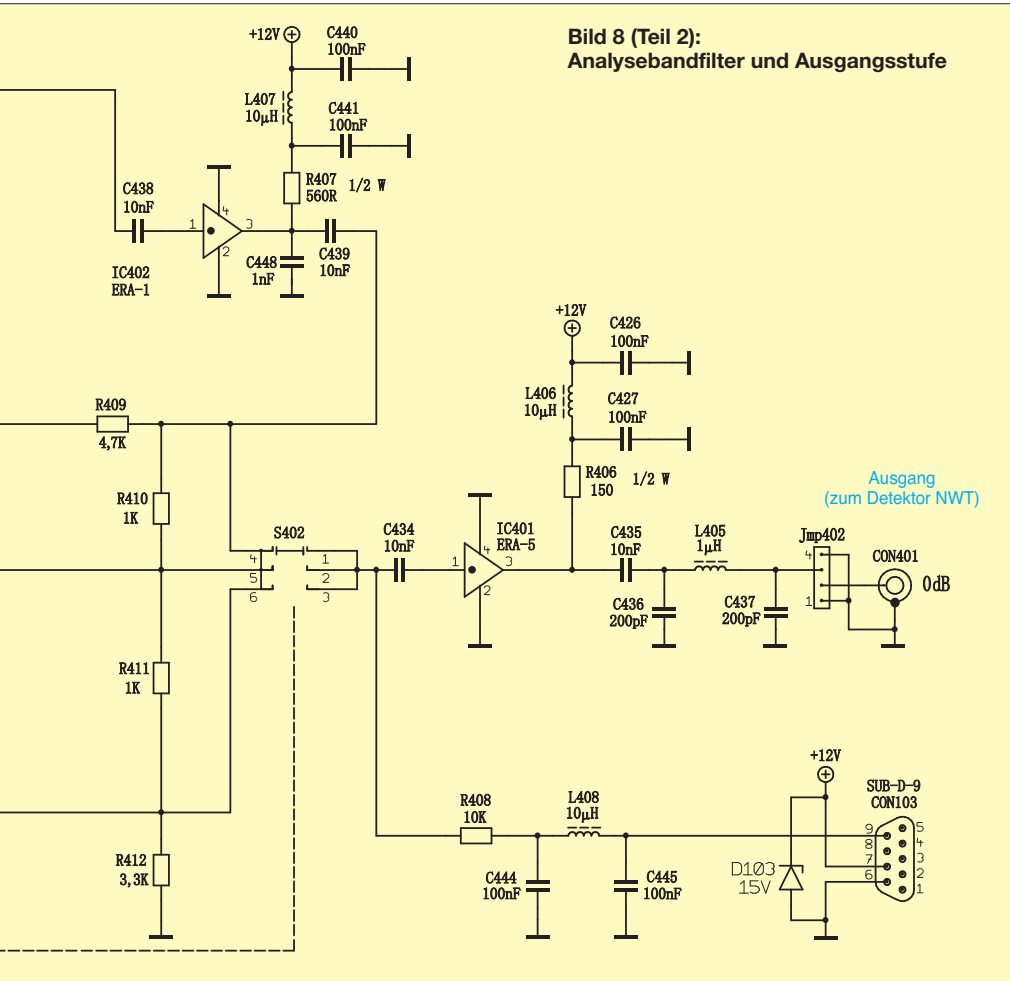 Bild 8 (Teil 2):
Analysebandfilter und Ausgangsstufe
+12V
C440
100nF
L407
10µH
C441
100nF
R407
560R
1/2 W
C438
10nF
1
4
3
2
C439
10nF
C448
1nF
IC402
ERA-1
+12V
C426
100nF
L406
10µH
C427
100nF
R409
4,7K
R406
150
1/2 W
Ausgang
(zum Detektor NWT)
R410
1K
S402
4
5
6
1
2
3
C434
10nF
IC401
ERA-5
1
4
3
2
C435
10nF
L405
1µH
Jmp402
4
1
CON401
0dB
C436
200pF
C437
200pF
R411
1K
+12V
SUB-D-9
CON103
R408
10K
L408
10µH
9
8
7
6
5
4
3
2
1
R412
3,3K
C444
100nF
C445
100nF
D103
15V